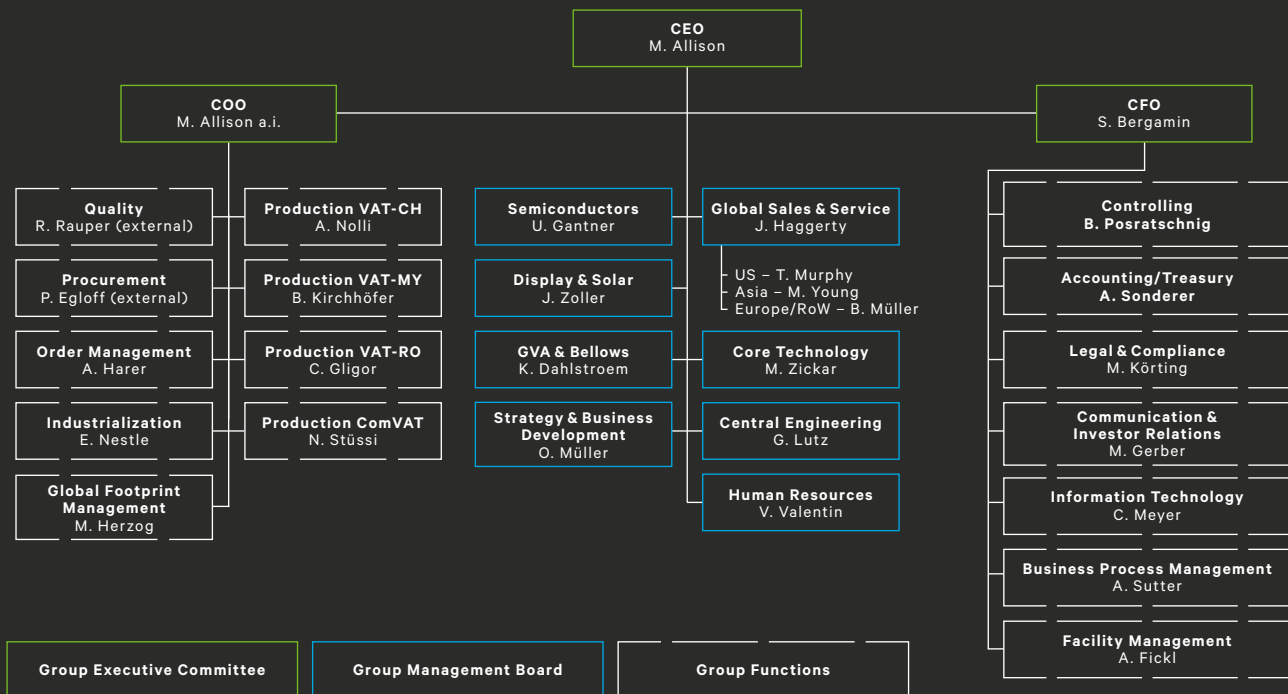 CEO
M. Allison
COO
M. Allison a.i.
CFO
S. Bergamin
Quality
R. Rauper (external)
Procurement
P. Egloff (external)
Order Management
A. Harer
Industrialization
E. Nestle
Global Footprint
Management
M. Herzog
Production VAT-CH
A. Nolli
Production VAT-MY
B. Kirchhöfer
Production VAT-RO
C. Gligor
Production ComVAT
N. Stüssi
Semiconductors
U. Gantner
Display & Solar
J. Zoller
GVA & Bellows
K. Dahlstroem
Strategy & Business
Development
O. Müller
Global Sales & Service
J. Haggerty
US – T. Murphy
Asia – M. Young
Europe/RoW – B. Müller
Core Technology
M. Zickar
Central Engineering
G. Lutz
Human Resources
V. Valentin
Controlling
B. Posratschnig
Accounting/Treasury
A. Sonderer
Legal & Compliance
M. Körting
Communication &
Investor Relations
M. Gerber
Information Technology
C. Meyer
Business Process Management
A. Sutter
Facility Management
A. Fickl
Group Executive Committee
Group Management Board
Group Functions